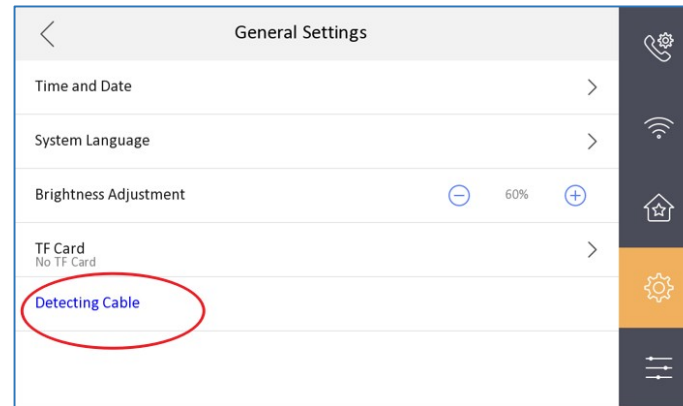 General Settings
Time and Date
System Language
Brightness Adjustment 60%
TF Card
No TF Card
Detecting Cable